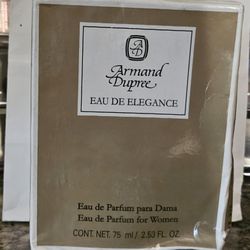 AD
Armand
Dupree
EAU DE ELEGANCE
Eau de Parfum para Dama
Eau de Parfum for Women
CONT. NET. 75 ml / 2.53 FL. OZ.